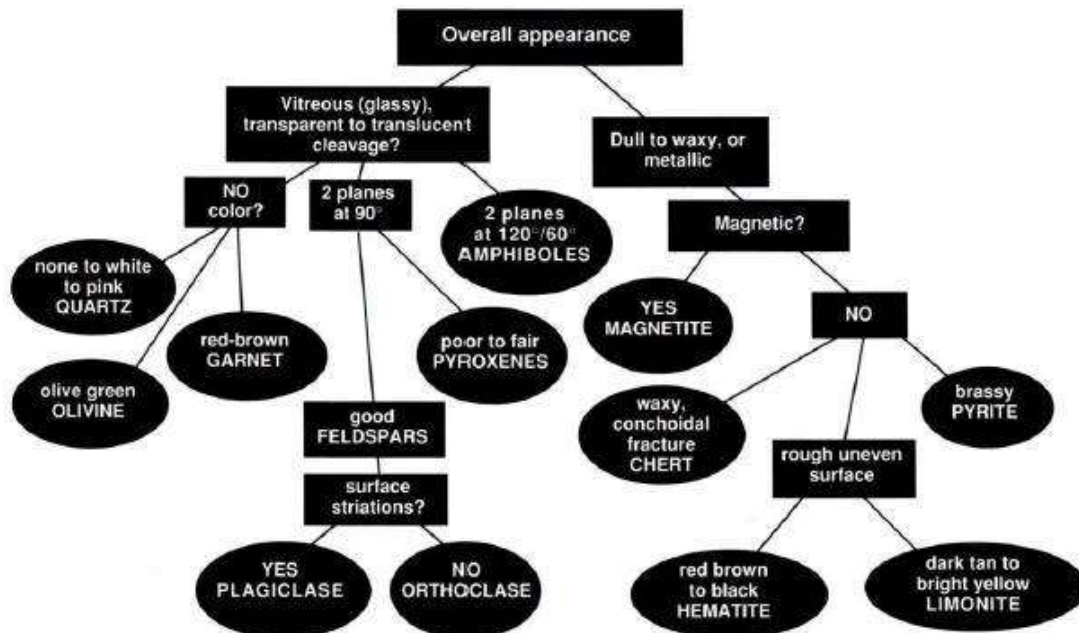 Overall appearance
Vitreous (glassy),
transparent to translucent
cleavage?
Dull to waxy, or
metallic
NO
color?
2 planes
at 90°
2 planes
at 120°/60°
AMPHIBOLES
Magnetic?
none to white
to pink
QUARTZ
red-brown
GARNET
olive green
OLIVINE
poor to fair
PYROXENES
YES
MAGNETITE
NO
good
FELDSPARS
waxy,
conchoidal
fracture
CHERT
brassy
PYRITE
rough uneven
surface
surface
striations?
YES
PLAGICLASE
NO
ORTHOCLASE
red brown
to black
HEMATITE
dark tan to
bright yellow
LIMONITE